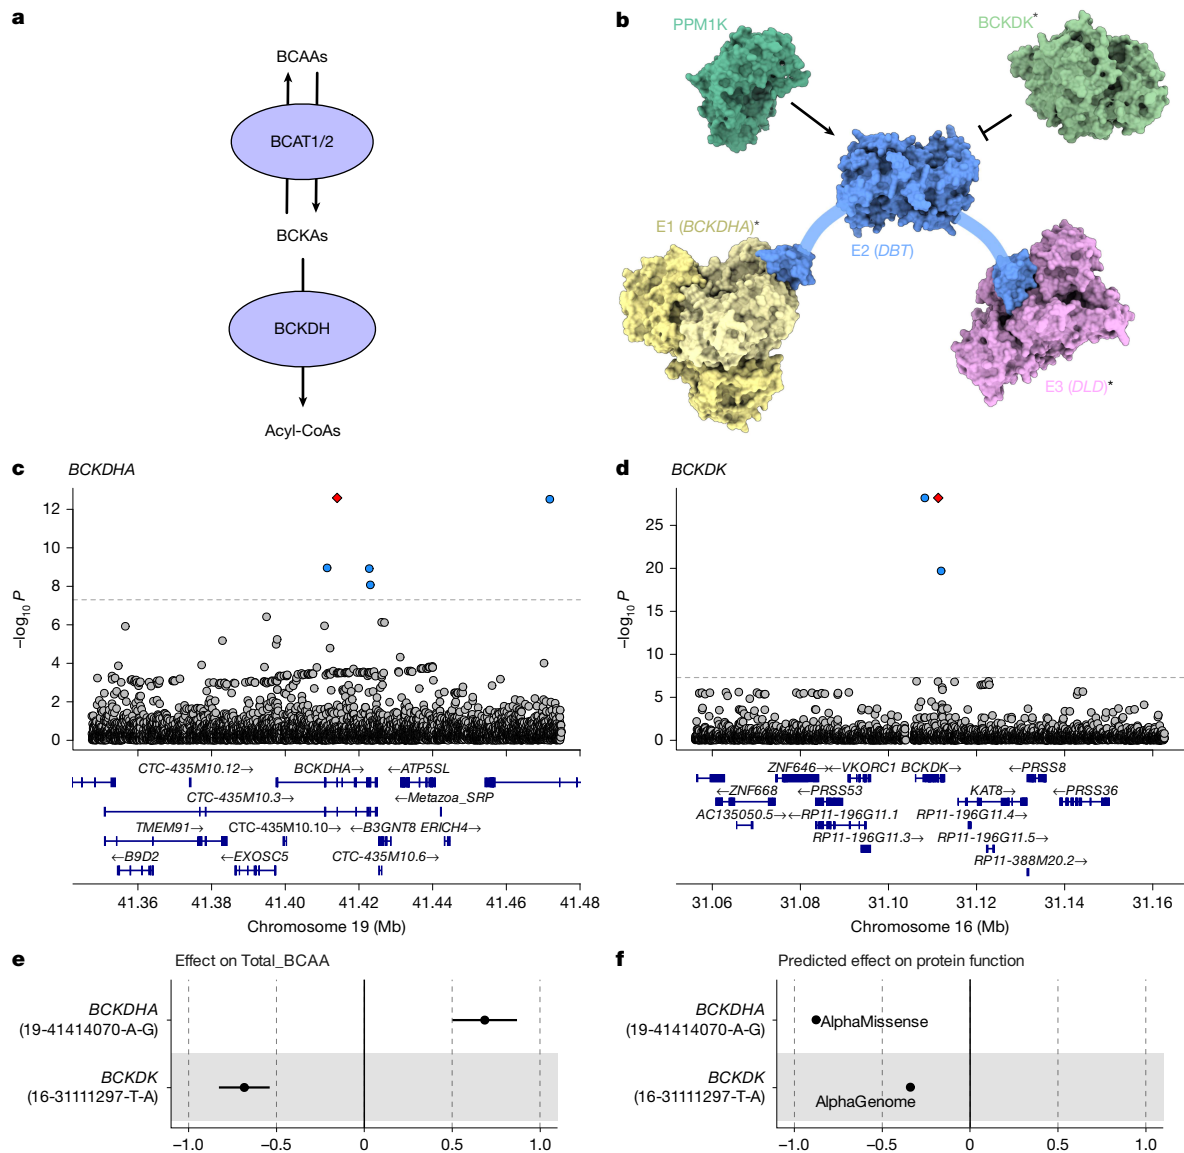 a
BCAAs
BCAT1/2
BCKAs
BCKDH
Acyl-CoAs
b
PPM1K
BCKDK*
E1 (BCKDHA)*
E2 (DBT)
E3 (DLD)*
c
BCKDHA
−log10 P
12
10
8
6
4
2
0
CTC-435M10.12→
BCKDHA→
←ATP5SL
CTC-435M10.3→
←Metazoa_SRP
TMEM91→
CTC-435M10.10→
←B3GNT8
ERICH4→
←B9D2
←EXOSC5
CTC-435M10.6→
41.36
41.38
41.40
41.42
41.44
41.46
41.48
Chromosome 19 (Mb)
d
BCKDK
−log10 P
25
20
15
10
5
0
ZNF646→
←VKORC1
BCKDK→
←PRSS8
←ZNF668
←PRSS53
KAT8→
←PRSS36
AC135050.5→
←RP11-196G11.1
RP11-196G11.4→
RP11-196G11.3→
RP11-196G11.5→
RP11-388M20.2→
31.06
31.08
31.10
31.12
31.14
31.16
Chromosome 16 (Mb)
e
Effect on Total_BCAA
BCKDHA
(19-41414070-A-G)
BCKDK
(16-31111297-T-A)
−1.0
−0.5
0
0.5
1.0
f
Predicted effect on protein function
BCKDHA
(19-41414070-A-G)
AlphaMissense
BCKDK
(16-31111297-T-A)
AlphaGenome
−1.0
−0.5
0
0.5
1.0